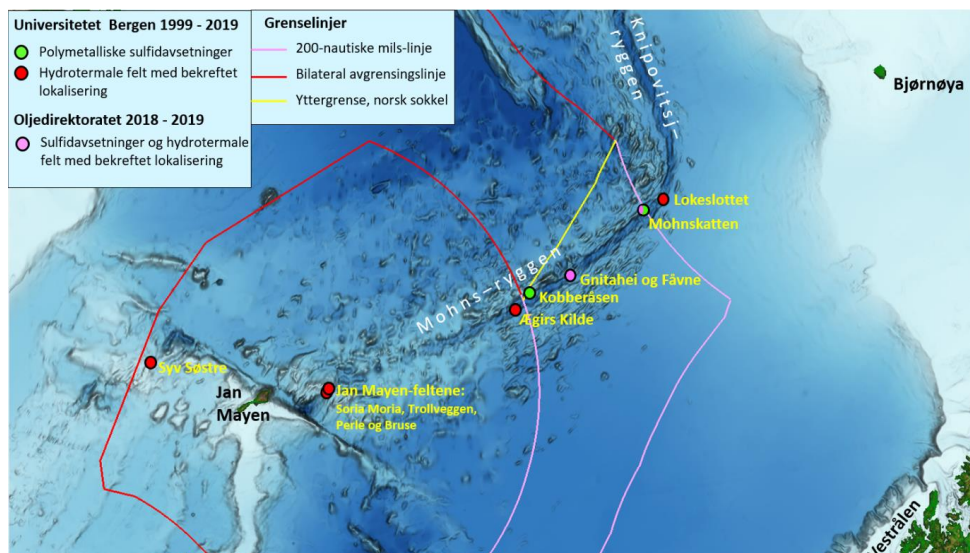 Universitetet Bergen 1999 - 2019
Polymetalliske sulfidavsetninger
Hydrotermale felt med bekreftet
lokalisering
Oljedirektoratet 2018 - 2019
Sulfidavsetninger og hydrotermale
felt med bekreftet lokalisering
Grenselinjer
200-nautiske mils-linje
Bilateral avgrensingslinje
Yttergrense, norsk sokkel
Knipovitsj-
ryggen
Bjørnøya
Lokeslottet
Mohnskatten
Mohns-ryggen
Gnitahei og Fåvne
Kobberåsen
Ægirs Kilde
Syv Søstre
Jan
Mayen
Jan Mayen-feltene:
Soria Moria, Trollveggen,
Perle og Bruse